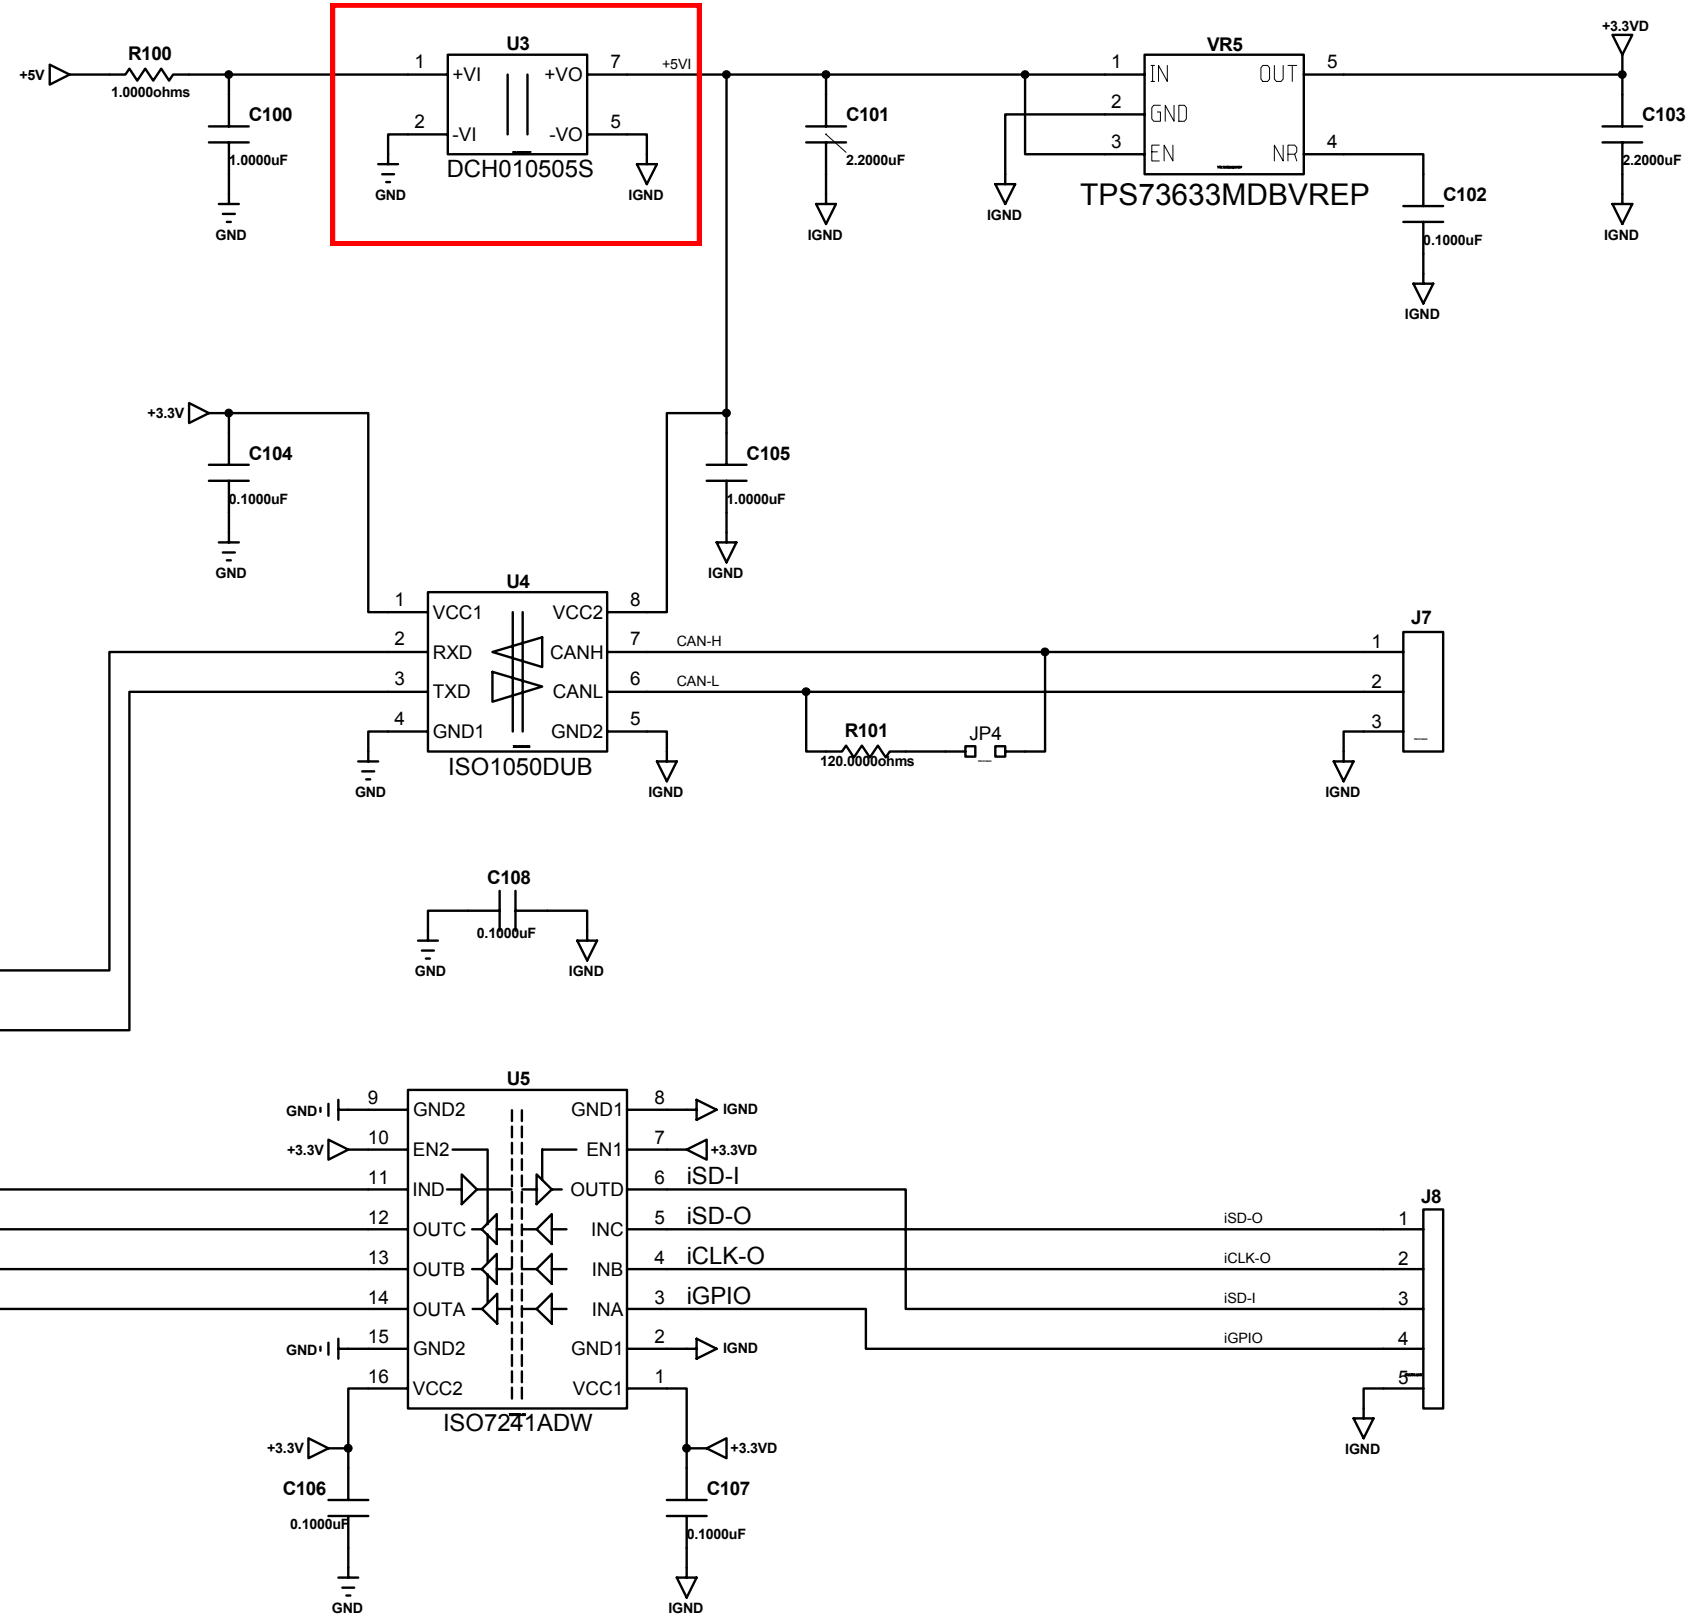 U3
R100
+5V
1.0000ohms
1
+VI
+VO
7
+5VI
2
-VI
-VO
5
DCH010505S
GND
IGND
C100
1.0000uF
GND
C101
2.2000uF
IGND
VR5
1
IN
OUT
5
2
GND
3
EN
NR
4
TPS73633MDBVREP
IGND
C102
0.1000uF
IGND
+3.3VD
C103
2.2000uF
IGND
+3.3V
C104
0.1000uF
GND
C105
1.0000uF
IGND
U4
1
VCC1
VCC2
8
2
RXD
CANH
7
CAN-H
3
TXD
CANL
6
CAN-L
4
GND1
GND2
5
ISO1050DUB
GND
IGND
R101
120.0000ohms
JP4
J7
1
2
3
IGND
C108
0.1000uF
GND
IGND
U5
GND
9
GND2
GND1
8
IGND
+3.3V
10
EN2
EN1
7
+3.3VD
11
IND
OUTD
6
iSD-I
12
OUTC
INC
5
iSD-O
13
OUTB
INB
4
iCLK-O
14
OUTA
INA
3
iGPIO
GND
15
GND2
GND1
2
IGND
16
VCC2
VCC1
1
ISO7241ADW
+3.3V
+3.3VD
C106
0.1000uF
GND
C107
0.1000uF
IGND
J8
iSD-O
1
iCLK-O
2
iSD-I
3
iGPIO
4
5
IGND